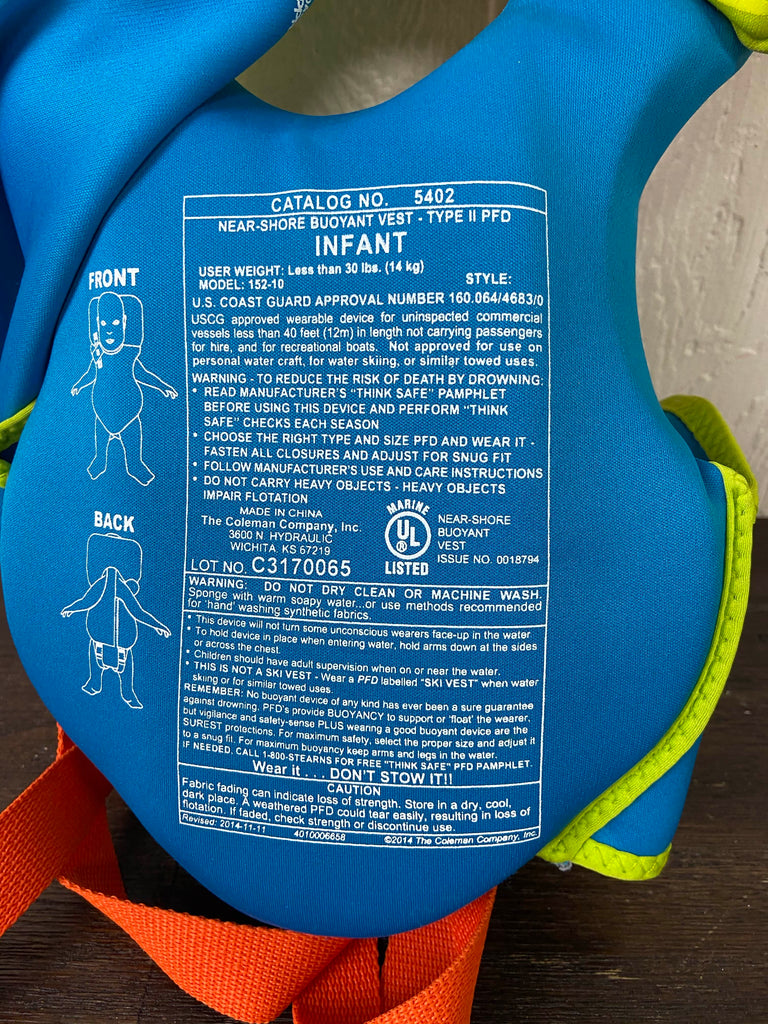 CATALOG NO. 5402
NEAR-SHORE BUOYANT VEST - TYPE II PFD
INFANT
USER WEIGHT: Less than 30 lbs. (14 kg)
MODEL: 152-10 STYLE:
U.S. COAST GUARD APPROVAL NUMBER 160.064/4683/0
USCG approved wearable device for uninspected commercial
vessels less than 40 feet (12m) in length not carrying passengers
for hire, and for recreational boats. Not approved for use on
personal water craft, for water skiing, or similar towed uses.
WARNING - TO REDUCE THE RISK OF DEATH BY DROWNING:
• READ MANUFACTURER'S "THINK SAFE" PAMPHLET
BEFORE USING THIS DEVICE AND PERFORM "THINK
SAFE" CHECKS EACH SEASON
• CHOOSE THE RIGHT TYPE AND SIZE PFD AND WEAR IT -
FASTEN ALL CLOSURES AND ADJUST FOR SNUG FIT
• FOLLOW MANUFACTURER'S USE AND CARE INSTRUCTIONS
• DO NOT CARRY HEAVY OBJECTS - HEAVY OBJECTS
IMPAIR FLOTATION
MADE IN CHINA
The Coleman Company, Inc.
3600 N. HYDRAULIC
WICHITA, KS 67219
LOT NO. C3170065
MARINE
UL
®
LISTED
NEAR-SHORE
BUOYANT
VEST
ISSUE NO. 0018794
WARNING: DO NOT DRY CLEAN OR MACHINE WASH.
Sponge with warm soapy water...or use methods recommended
for 'hand' washing synthetic fabrics.
• This device will not turn some unconscious wearers face-up in the water
• To hold device in place when entering water, hold arms down at the sides
or across the chest.
• Children should have adult supervision when on or near the water.
• THIS IS NOT A SKI VEST - Wear a PFD labelled "SKI VEST" when water
skiing or for similar towed uses.
REMEMBER: No buoyant device of any kind has ever been a sure guarantee
against drowning. PFD's provide BUOYANCY to support or 'float' the wearer,
but vigilance and safety-sense PLUS wearing a good buoyant device are the
SUREST protections. For maximum safety, select the proper size and adjust it
to a snug fit. For maximum buoyancy keep arms and legs in the water.
IF NEEDED, CALL 1-800-STEARNS FOR FREE "THINK SAFE" PFD PAMPHLET.
Wear it . . . DON'T STOW IT!!
CAUTION
Fabric fading can indicate loss of strength. Store in a dry, cool,
dark place. A weathered PFD could tear easily, resulting in loss of
flotation. If faded, check strength or discontinue use.
Revised: 2014-11-11 4010006658 ©2014 The Coleman Company, Inc.
FRONT
BACK